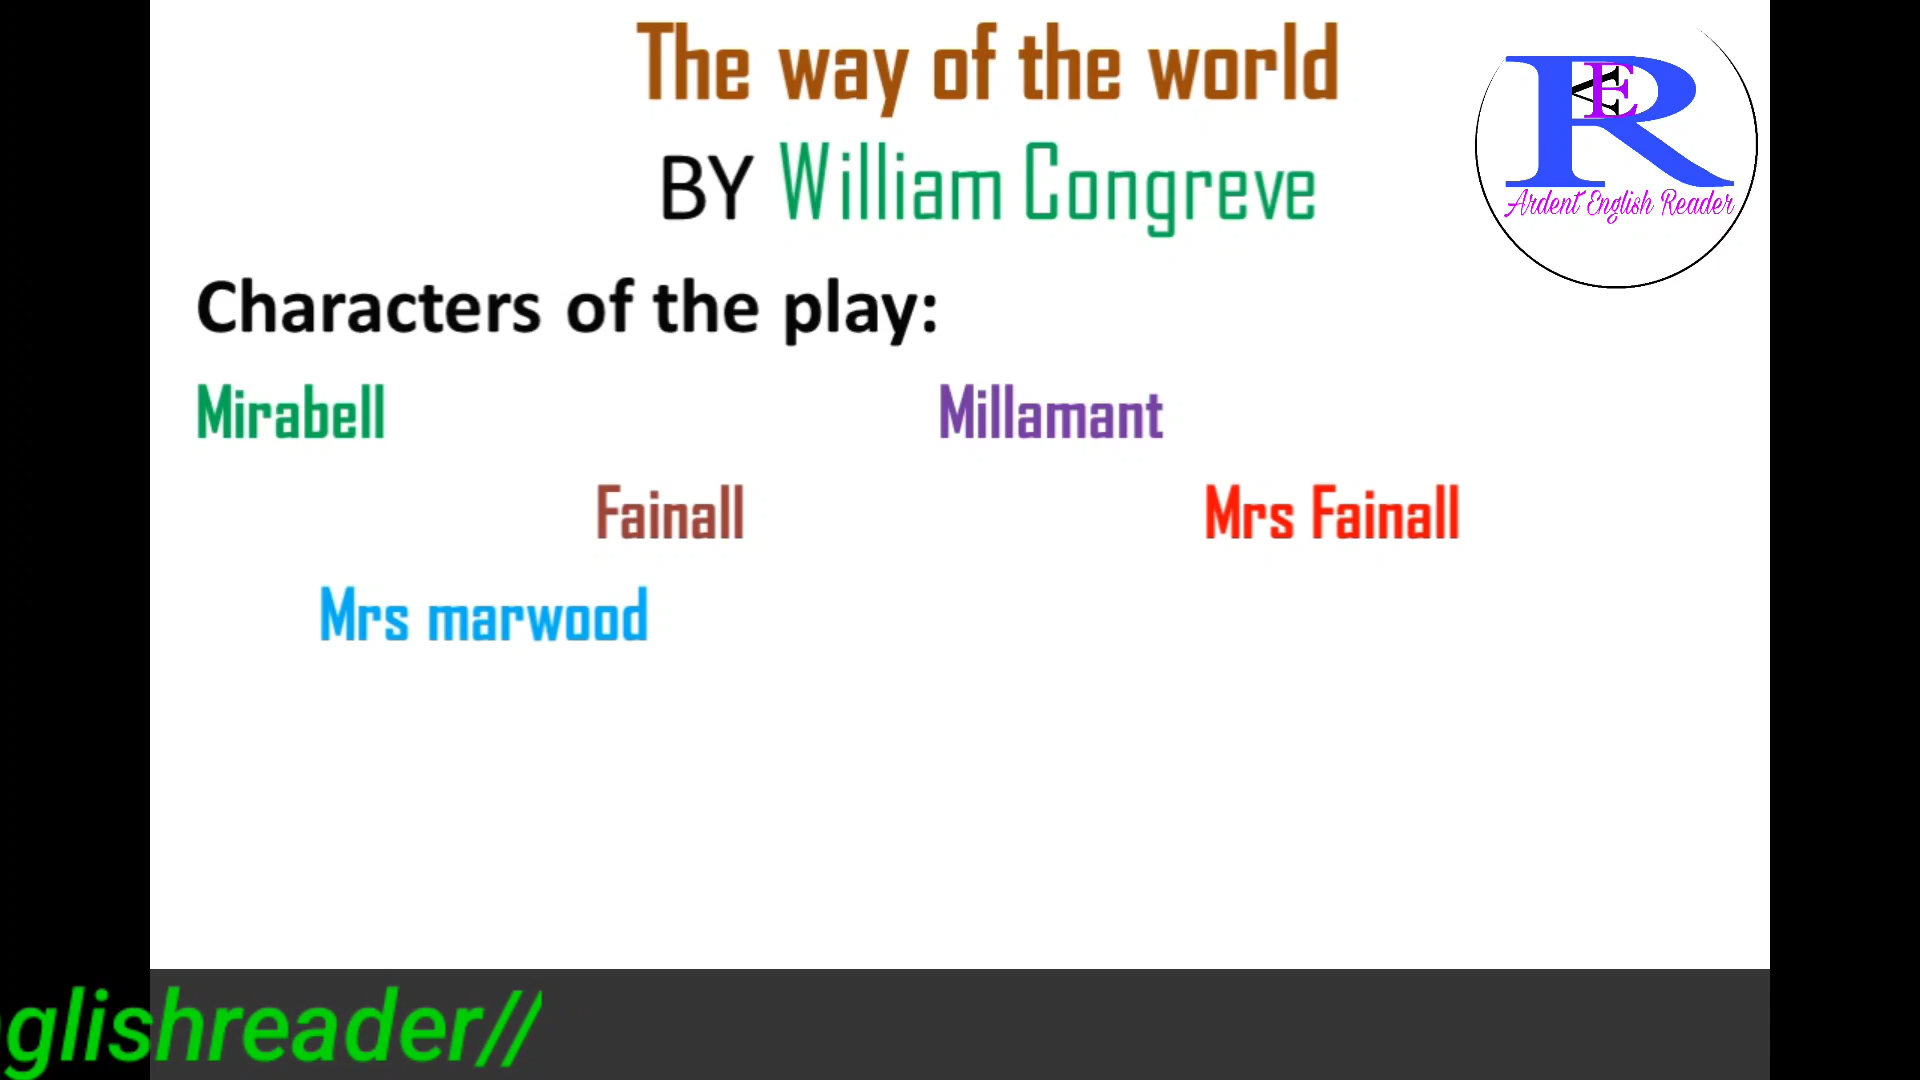 The way of the world
BY William Congreve
AER
Ardent English Reader
Characters of the play:
Mirabell Millamant
Fainall Mrs Fainall
Mrs marwood
glishreader//